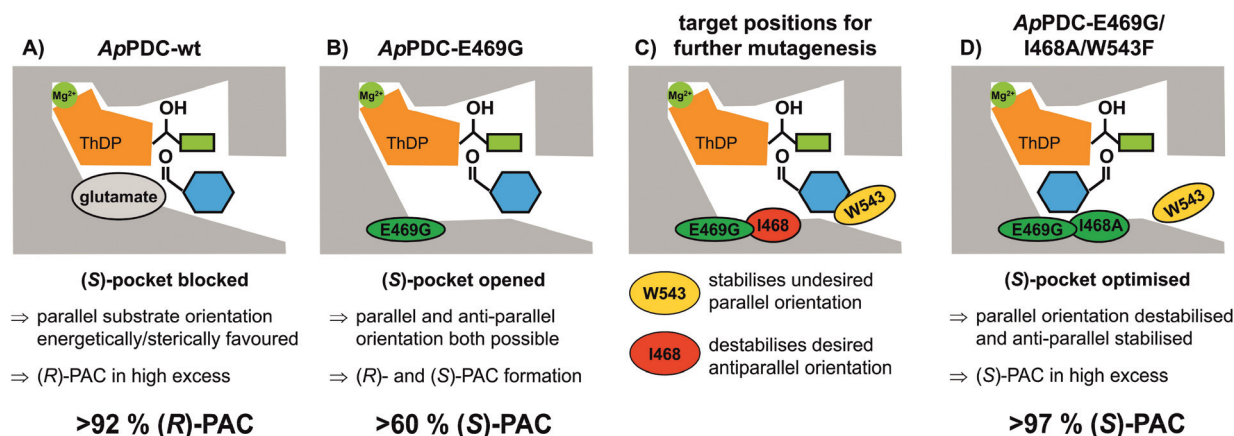 A) ApPDC-wt
Mg2+
OH
ThDP
O
glutamate
(S)-pocket blocked
⇒ parallel substrate orientation
energetically/sterically favoured
⇒ (R)-PAC in high excess
>92 % (R)-PAC
B) ApPDC-E469G
Mg2+
OH
ThDP
O
E469G
(S)-pocket opened
⇒ parallel and anti-parallel
orientation both possible
⇒ (R)- and (S)-PAC formation
>60 % (S)-PAC
target positions for
C) further mutagenesis
Mg2+
OH
ThDP
O
W543
E469G I468
W543 stabilises undesired
parallel orientation
I468 destabilises desired
antiparallel orientation
ApPDC-E469G/
D) I468A/W543F
Mg2+
OH
ThDP
O
W543
E469G I468A
(S)-pocket optimised
⇒ parallel orientation destabilised
and anti-parallel stabilised
⇒ (S)-PAC in high excess
>97 % (S)-PAC